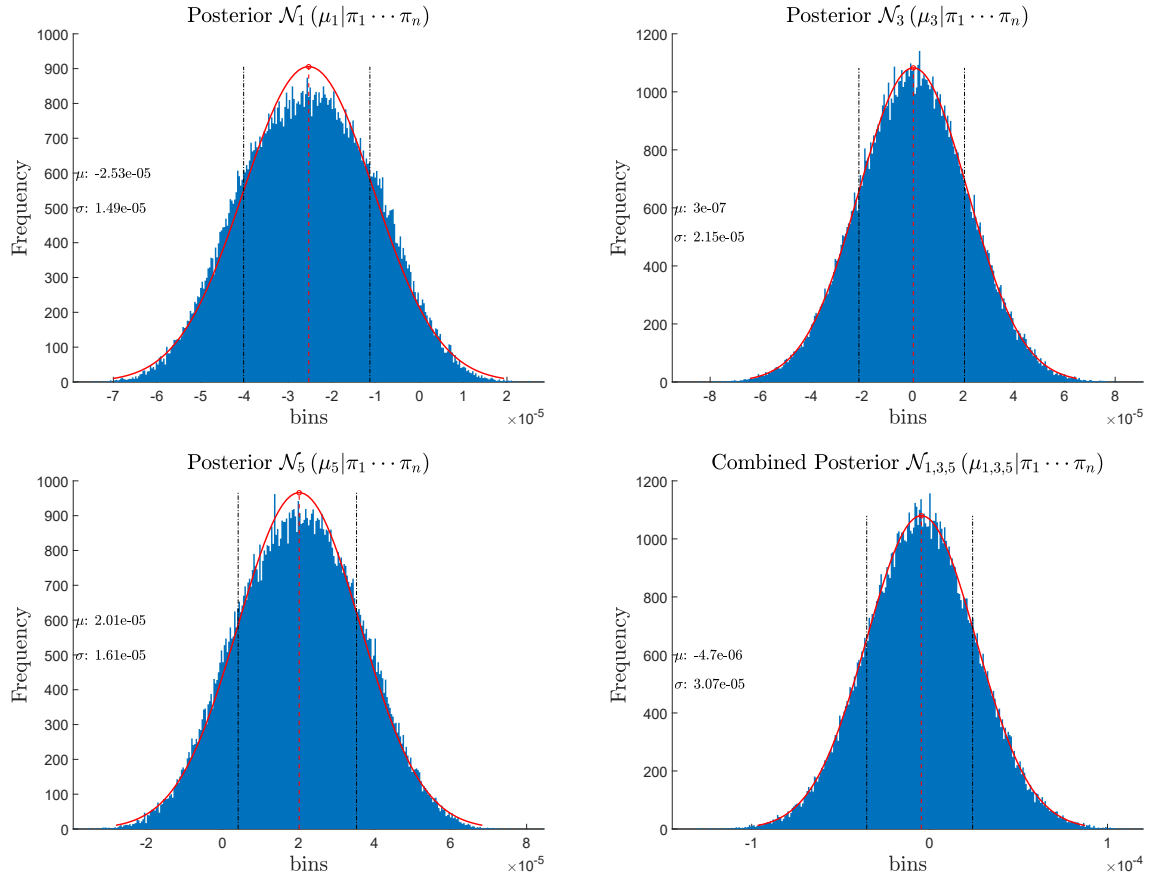 Posterior 𝒩₁ (μ₁|π₁ ⋯ πₙ)
1000
900
800
700
600
500
400
300
200
100
0
Frequency
μ: -2.53e-05
σ: 1.49e-05
-7 -6 -5 -4 -3 -2 -1 0 1 2
×10⁻⁵
bins
Posterior 𝒩₃ (μ₃|π₁ ⋯ πₙ)
1200
1000
800
600
400
200
0
Frequency
μ: 3e-07
σ: 2.15e-05
-8 -6 -4 -2 0 2 4 6 8
×10⁻⁵
bins
Posterior 𝒩₅ (μ₅|π₁ ⋯ πₙ)
1000
900
800
700
600
500
400
300
200
100
0
Frequency
μ: 2.01e-05
σ: 1.61e-05
-2 0 2 4 6 8
×10⁻⁵
bins
Combined Posterior 𝒩₁,₃,₅ (μ₁,₃,₅|π₁ ⋯ πₙ)
1200
1000
800
600
400
200
0
Frequency
μ: -4.7e-06
σ: 3.07e-05
-1 0 1
×10⁻⁴
bins